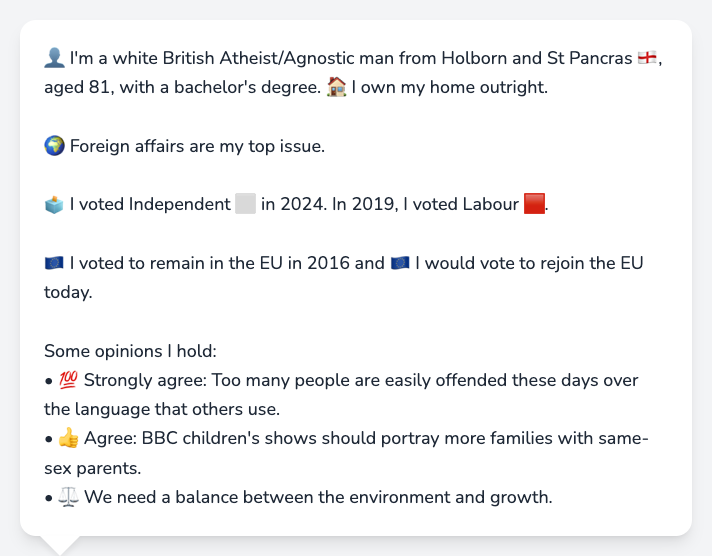 👤 I'm a white British Atheist/Agnostic man from Holborn and St Pancras 🏴󠁧󠁢󠁥󠁮󠁧󠁿,
aged 81, with a bachelor's degree. 🏠 I own my home outright.
🌍 Foreign affairs are my top issue.
🗳️ I voted Independent ⬜ in 2024. In 2019, I voted Labour 🟥.
🇪🇺 I voted to remain in the EU in 2016 and 🇪🇺 I would vote to rejoin the EU
today.
Some opinions I hold:
• 💯 Strongly agree: Too many people are easily offended these days over
the language that others use.
• 👍 Agree: BBC children's shows should portray more families with same-
sex parents.
• ⚖️ We need a balance between the environment and growth.